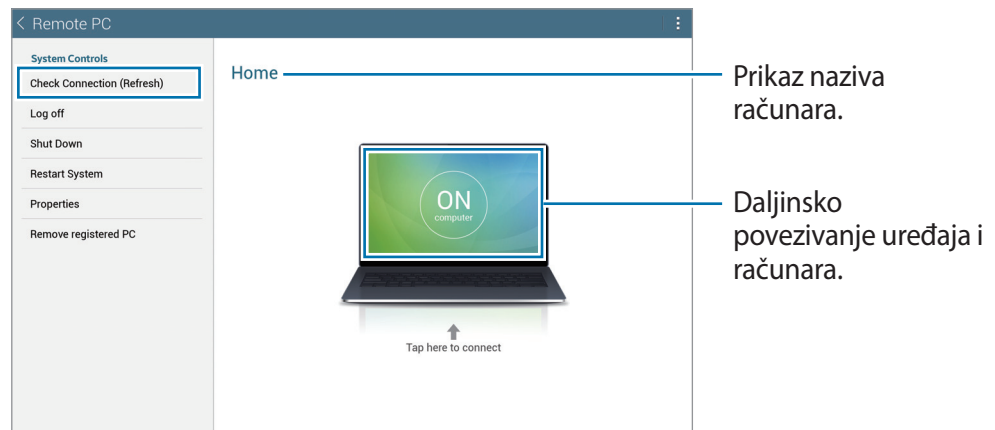 Remote PC
System Controls
Check Connection (Refresh)
Log off
Shut Down
Restart System
Properties
Remove registered PC
Home
ON
computer
Tap here to connect
Prikaz naziva
računara.
Daljinsko
povezivanje uređaja i
računara.